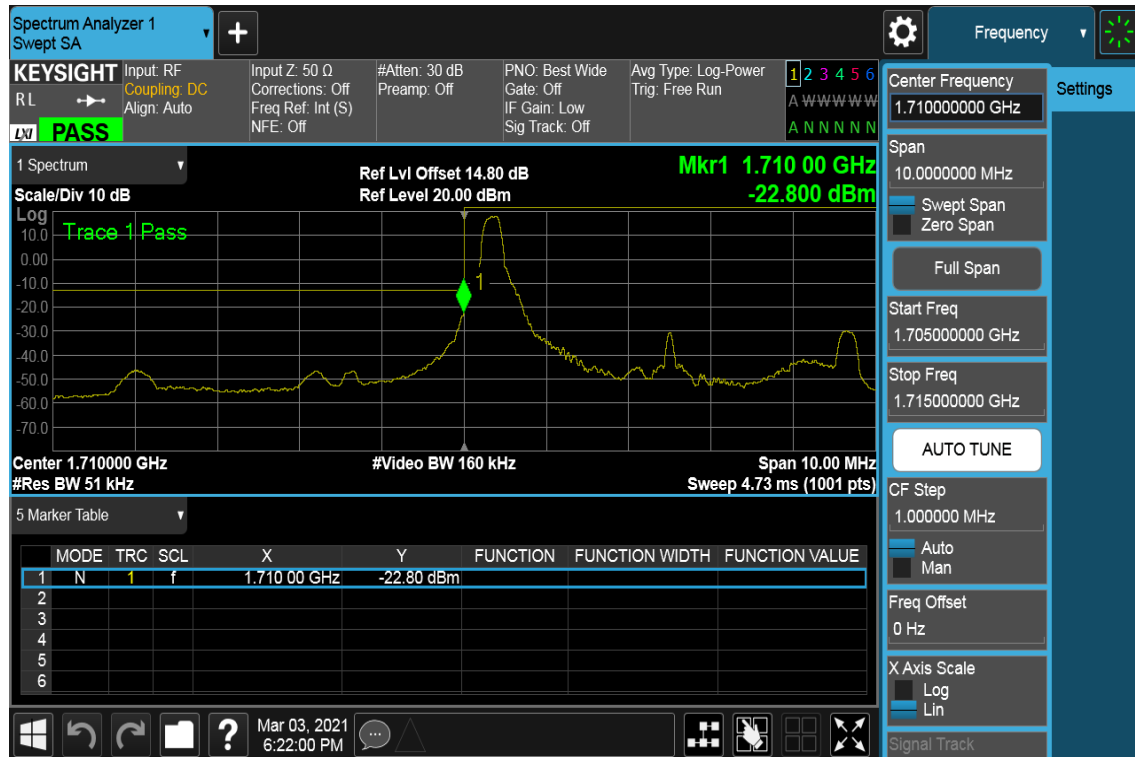 Spectrum Analyzer 1
Swept SA
+
Frequency
KEYSIGHT
RL
LXI PASS
Input: RF
Coupling: DC
Align: Auto
Input Z: 50 Ω
Corrections: Off
Freq Ref: Int (S)
NFE: Off
#Atten: 30 dB
Preamp: Off
PNO: Best Wide
Gate: Off
IF Gain: Low
Sig Track: Off
Avg Type: Log-Power
Trig: Free Run
1 2 3 4 5 6
A W W W W W
A N N N N N
1 Spectrum
Scale/Div 10 dB
Ref Lvl Offset 14.80 dB
Ref Level 20.00 dBm
Mkr1 1.710 00 GHz
-22.800 dBm
Log
Trace 1 Pass
10.0
0.00
-10.0
-20.0
-30.0
-40.0
-50.0
-60.0
-70.0
1
Center 1.710000 GHz
#Video BW 160 kHz
Span 10.00 MHz
#Res BW 51 kHz
Sweep 4.73 ms (1001 pts)
5 Marker Table
MODE TRC SCL X Y FUNCTION FUNCTION WIDTH FUNCTION VALUE
1 N 1 f 1.710 00 GHz -22.80 dBm
2
3
4
5
6
?
Mar 03, 2021
6:22:00 PM
Center Frequency
1.710000000 GHz
Settings
Span
10.0000000 MHz
Swept Span
Zero Span
Full Span
Start Freq
1.705000000 GHz
Stop Freq
1.715000000 GHz
AUTO TUNE
CF Step
1.000000 MHz
Auto
Man
Freq Offset
0 Hz
X Axis Scale
Log
Lin
Signal Track